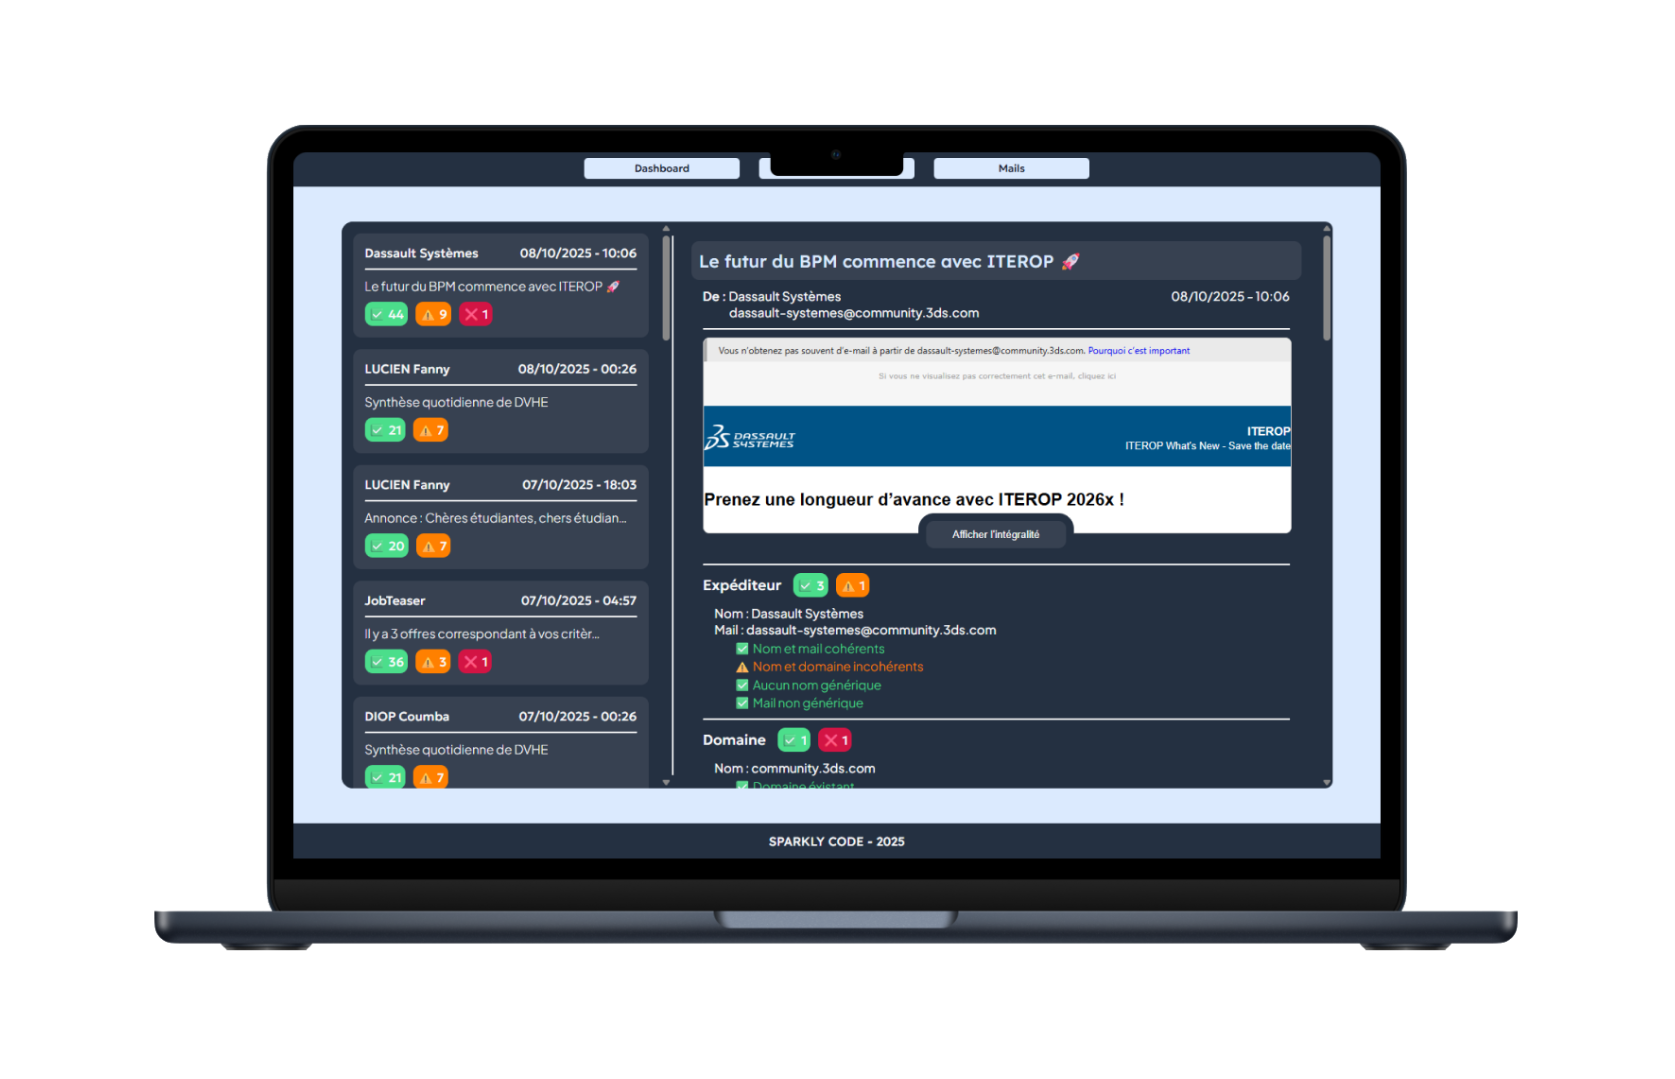 Dashboard
Mails
Dassault Systèmes 08/10/2025 - 10:06
Le futur du BPM commence avec ITEROP 🚀
44 9 1
LUCIEN Fanny 08/10/2025 - 00:26
Synthèse quotidienne de DVHE
21 7
LUCIEN Fanny 07/10/2025 - 18:03
Annonce : Chères étudiantes, chers étudian...
20 7
JobTeaser 07/10/2025 - 04:57
Il y a 3 offres correspondant à vos critèr...
36 3 1
DIOP Coumba 07/10/2025 - 00:26
Synthèse quotidienne de DVHE
21 7
Le futur du BPM commence avec ITEROP 🚀
De : Dassault Systèmes 08/10/2025 - 10:06
dassault-systemes@community.3ds.com
Vous n'obtenez pas souvent d'e-mail à partir de dassault-systemes@community.3ds.com. Pourquoi c'est important
Si vous ne visualisez pas correctement cet e-mail, cliquez ici
DASSAULT
SYSTEMES
ITEROP
ITEROP What's New - Save the date
Prenez une longueur d'avance avec ITEROP 2026x !
Afficher l'intégralité
Expéditeur 3 1
Nom : Dassault Systèmes
Mail : dassault-systemes@community.3ds.com
Nom et mail cohérents
Nom et domaine incohérents
Aucun nom générique
Mail non générique
Domaine 1 1
Nom : community.3ds.com
Domaine éxistant
SPARKLY CODE - 2025